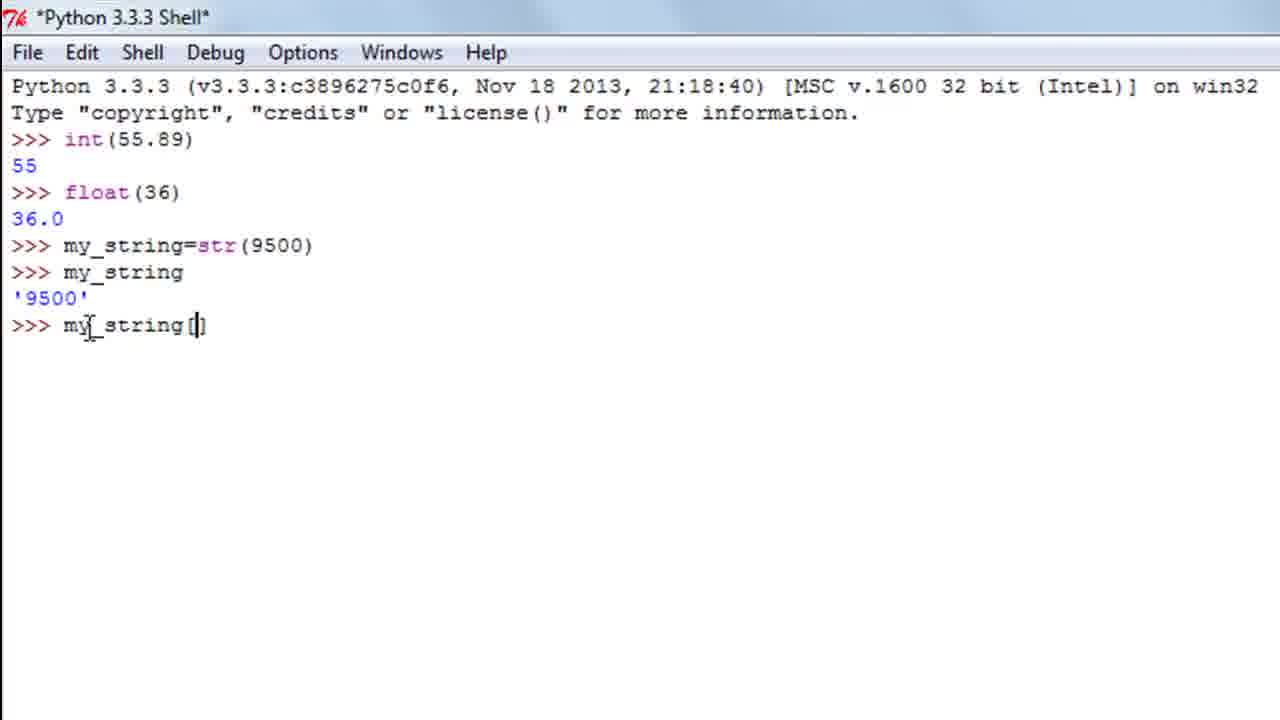 *Python 3.3.3 Shell*
File Edit Shell Debug Options Windows Help
Python 3.3.3 (v3.3.3:c3896275c0f6, Nov 18 2013, 21:18:40) [MSC v.1600 32 bit (Intel)] on win32
Type "copyright", "credits" or "license()" for more information.
>>> int(55.89)
55
>>> float(36)
36.0
>>> my_string=str(9500)
>>> my_string
'9500'
>>> my_string[]